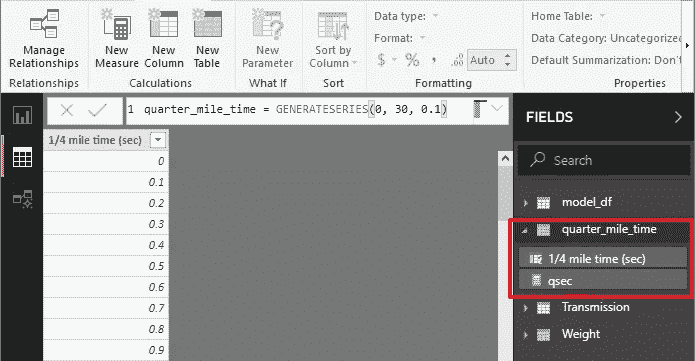 Manage
Relationships
New
Measure
New
Column
New
Table
New
Parameter
Sort by
Column
Data type:
Format:
$ % , .00 Auto
Home Table:
Data Category: Uncategorized
Default Summarization: Don't
Relationships
Calculations
What If
Sort
Formatting
Properties
1 quarter_mile_time = GENERATESERIES(0, 30, 0.1)
FIELDS
Search
1/4 mile time (sec)
0
0.1
0.2
0.3
0.4
0.5
0.6
0.7
0.8
0.9
model_df
quarter_mile_time
1/4 mile time (sec)
qsec
Transmission
Weight